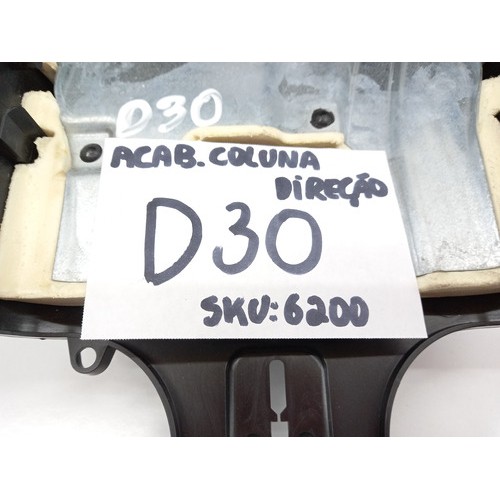 D30
ACAB. COLUNA
DIREÇÃO
D30
SKU: 6200